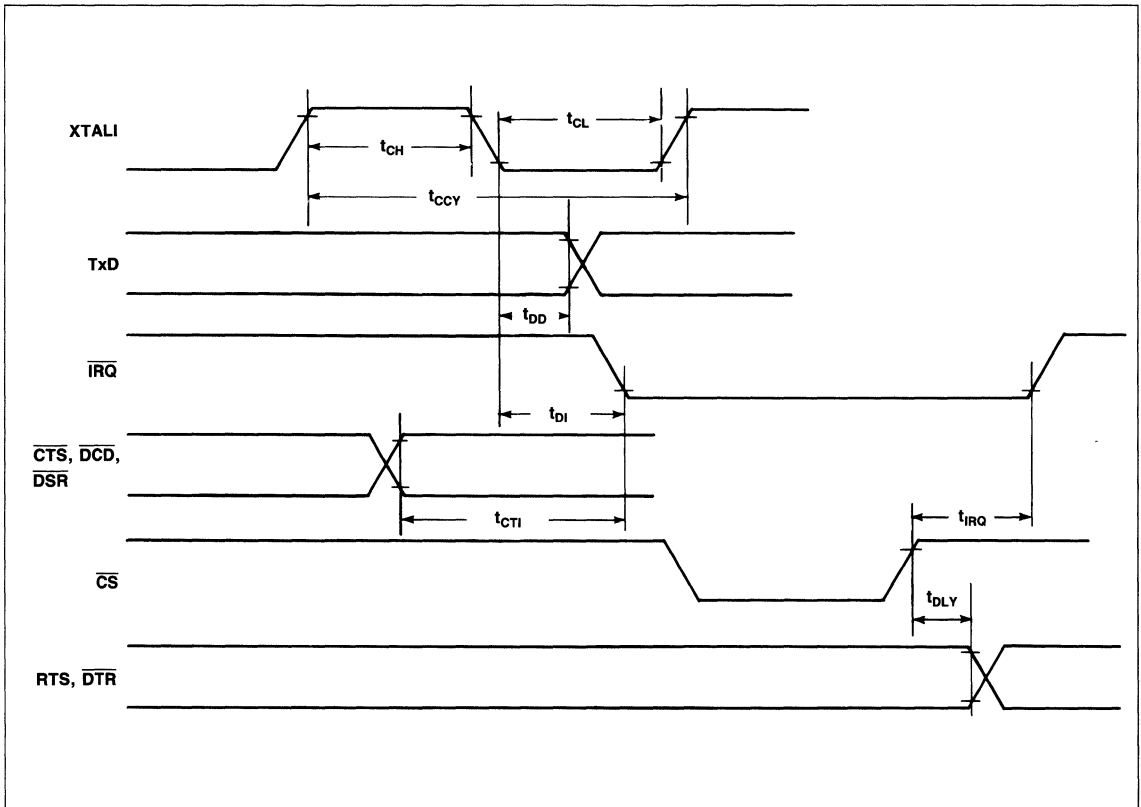 XTALI
tCH
tCL
tCCY
TxD
tDD
IRQ
tDI
CTS, DCD,
DSR
tCTI
tIRQ
CS
tDLY
RTS, DTR